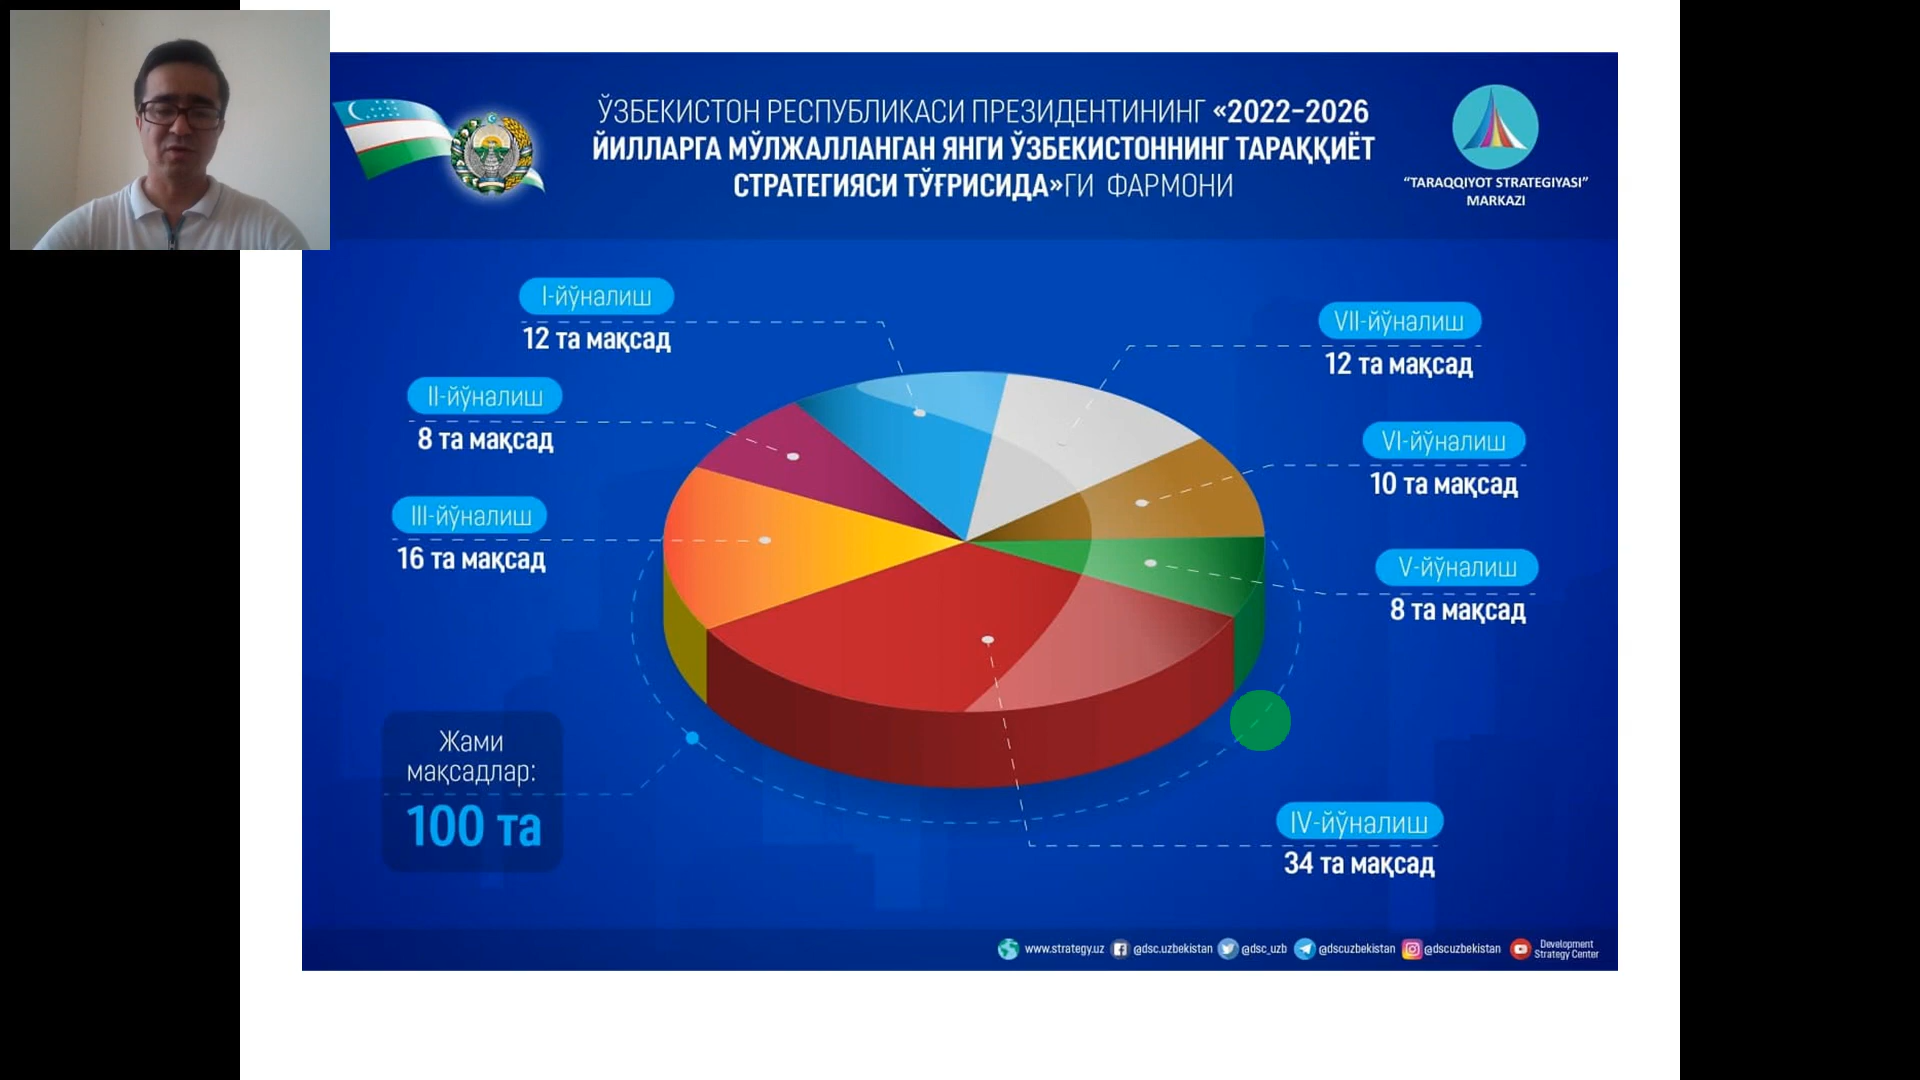 ЎЗБЕКИСТОН РЕСПУБЛИКАСИ ПРЕЗИДЕНТИНИНГ «2022-2026
ЙИЛЛАРГА МЎЛЖАЛЛАНГАН ЯНГИ ЎЗБЕКИСТОННИНГ ТАРАҚҚИЁТ
СТРАТЕГИЯСИ ТЎҒРИСИДА»ГИ ФАРМОНИ
“TARAQQIYOT STRATEGIYASI”
MARKAZI
I-йўналиш
12 та мақсад
II-йўналиш
8 та мақсад
III-йўналиш
16 та мақсад
VII-йўналиш
12 та мақсад
VI-йўналиш
10 та мақсад
V-йўналиш
8 та мақсад
IV-йўналиш
34 та мақсад
Жами
мақсадлар:
100 та
www.strategy.uz @dsc.uzbekistan @dsc_uzb @dscuzbekistan @dscuzbekistan Development
Strategy Center